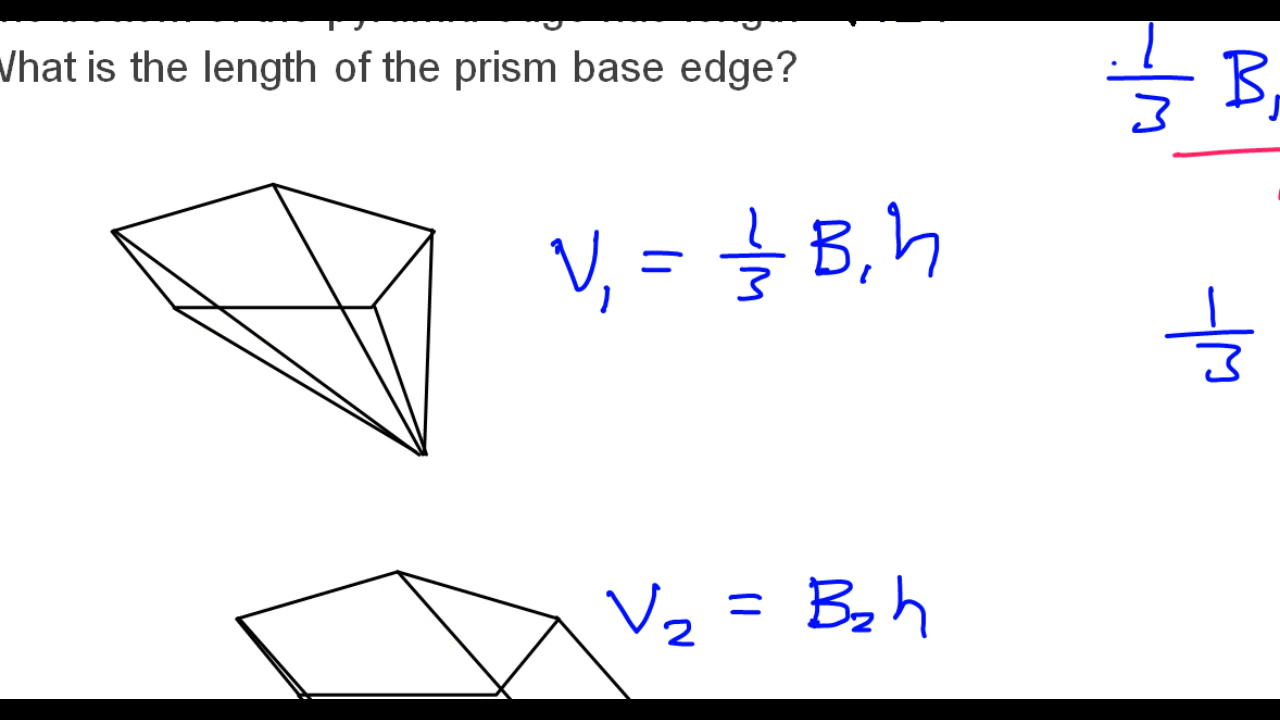 What is the length of the prism base edge?
1/3 B₁
V₁ = 1/3 B₁ h
1/3
V₂ = B₂ h